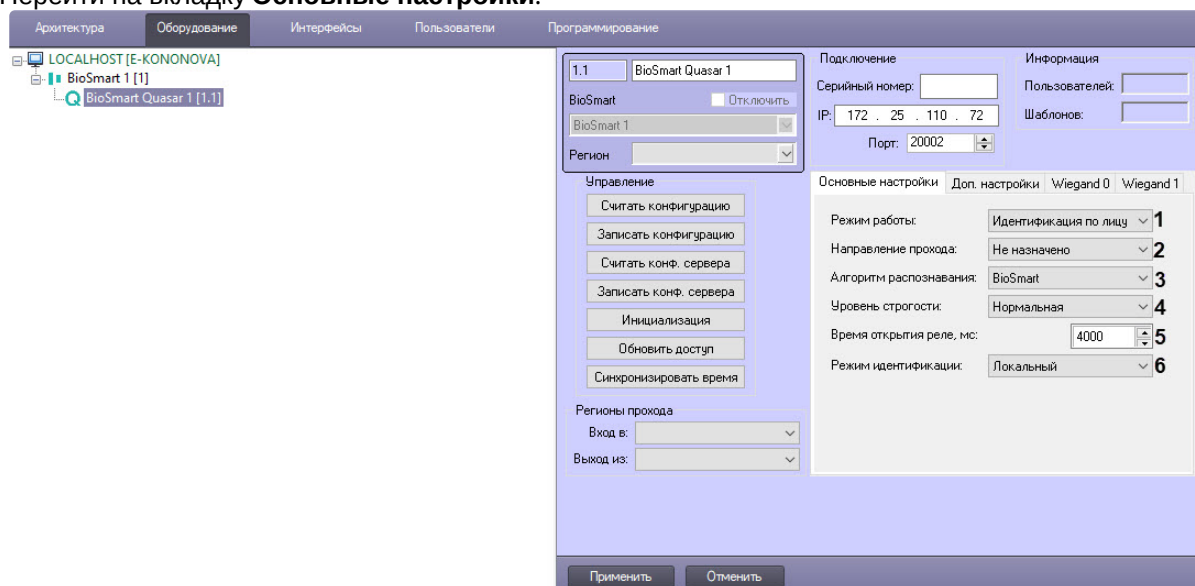 Перейти на вкладку Основные настройки.
Архитектура Оборудование Интерфейсы Пользователи Программирование
LOCALHOST [E-KONONOVA]
BioSmart 1 [1]
BioSmart Quasar 1 [1.1]
1.1 BioSmart Quasar 1
BioSmart Отключить
BioSmart 1
Регион
Подключение
Серийный номер:
IP: 172 . 25 . 110 . 72
Порт: 20002
Информация
Пользователей:
Шаблонов:
Управление
Считать конфигурацию
Записать конфигурацию
Считать конф. сервера
Записать конф. сервера
Инициализация
Обновить доступ
Синхронизировать время
Регионы прохода
Вход в:
Выход из:
Основные настройки Доп. настройки Wiegand 0 Wiegand 1
Режим работы: Идентификация по лицу 1
Направление прохода: Не назначено 2
Алгоритм распознавания: BioSmart 3
Уровень строгости: Нормальная 4
Время открытия реле, мс: 4000 5
Режим идентификации: Локальный 6
Применить Отменить